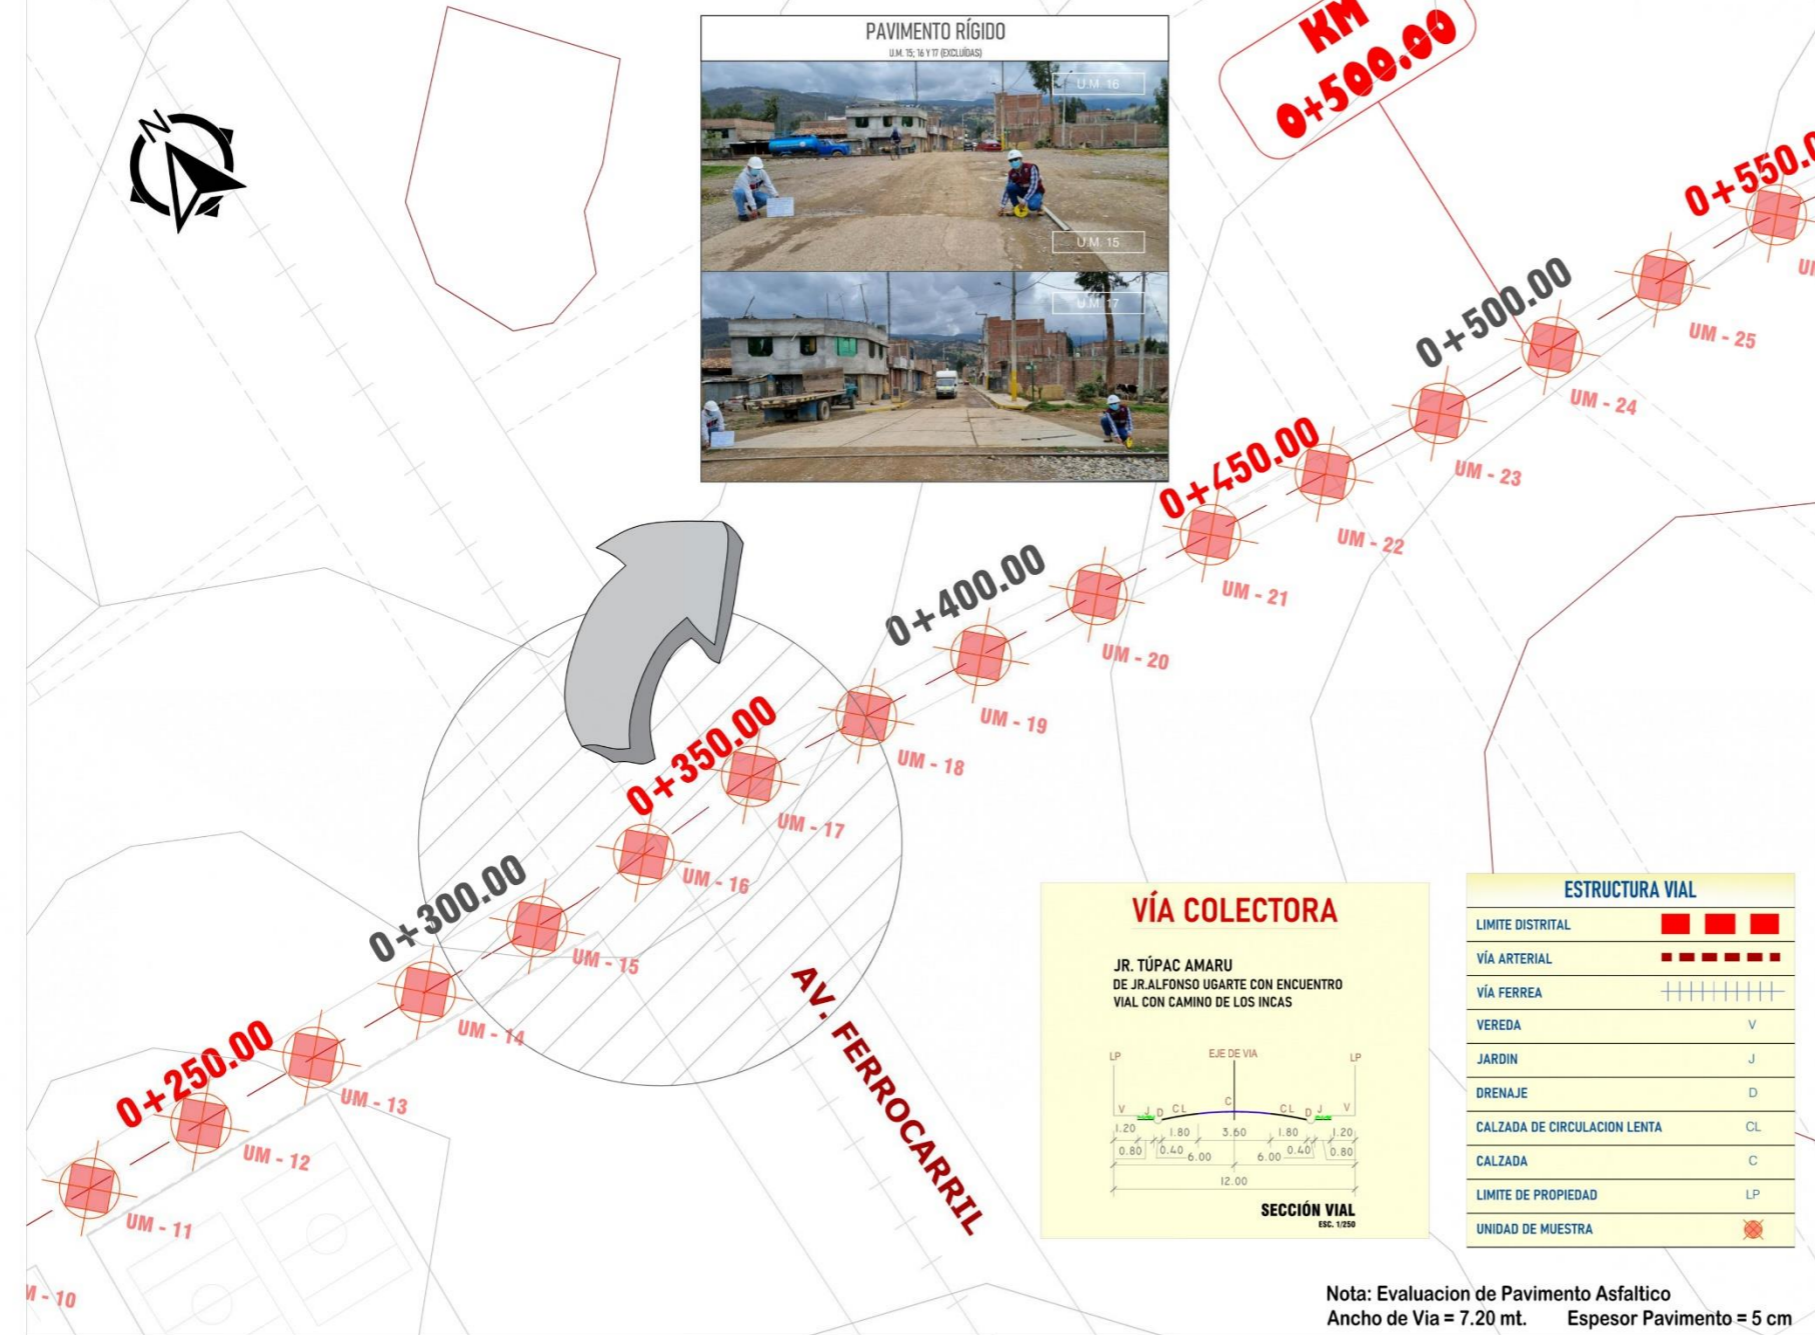 PAVIMENTO RÍGIDO
U.M. 15; 16 Y 17 (EXCLUÍDAS)
U.M 16
U.M 15
U.M 17
N
KM
0+500.00
0+550.0
UM - 25
0+500.00
UM - 24
UM - 23
0+450.00
UM - 22
UM - 21
0+400.00
UM - 20
UM - 19
UM - 18
0+350.00
UM - 17
UM - 16
0+300.00
UM - 15
UM - 14
0+250.00
UM - 13
UM - 12
UM - 11
M - 10
AV. FERROCARRIL
VÍA COLECTORA
JR. TÚPAC AMARU
DE JR.ALFONSO UGARTE CON ENCUENTRO
VIAL CON CAMINO DE LOS INCAS
LP EJE DE VIA LP
V J D CL C CL D J V
1.20 1.80 3.60 1.80 1.20
0.80 0.40 6.00 6.00 0.40 0.80
12.00
SECCIÓN VIAL
ESC. 1/250
ESTRUCTURA VIAL
LIMITE DISTRITAL
VÍA ARTERIAL
VÍA FERREA
VEREDA V
JARDIN J
DRENAJE D
CALZADA DE CIRCULACION LENTA CL
CALZADA C
LIMITE DE PROPIEDAD LP
UNIDAD DE MUESTRA
Nota: Evaluacion de Pavimento Asfaltico
Ancho de Via = 7.20 mt. Espesor Pavimento = 5 cm